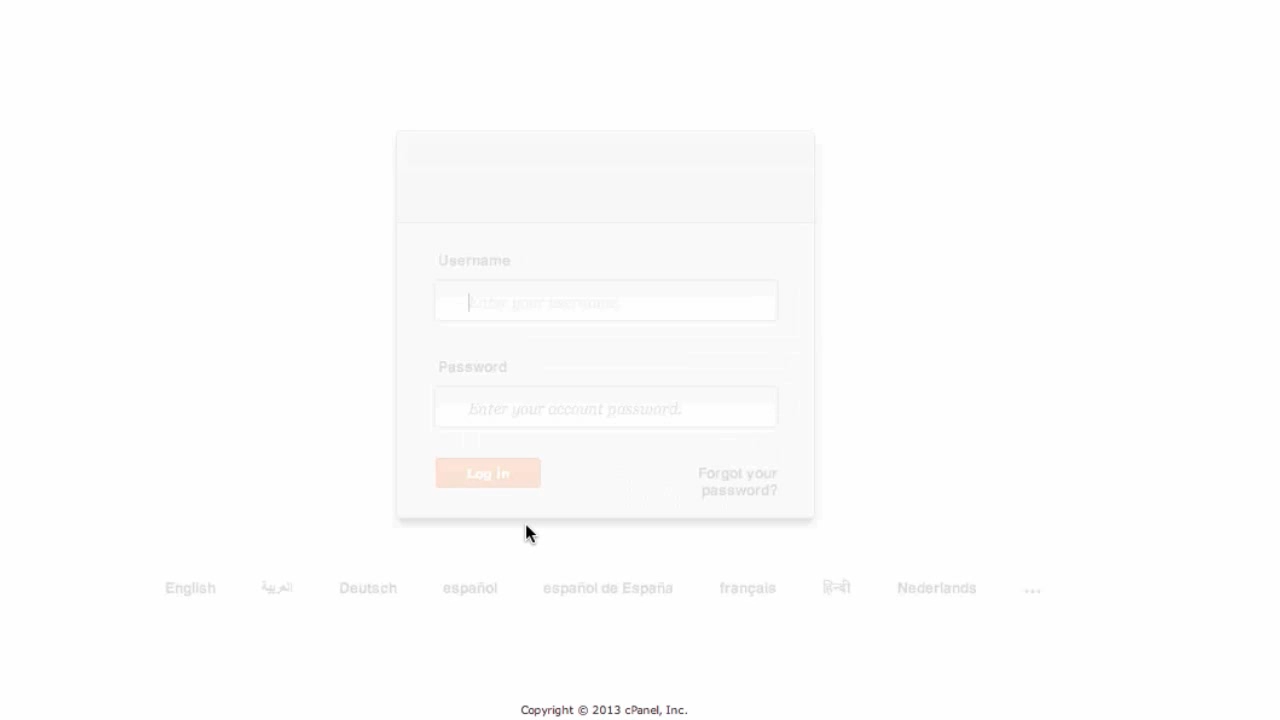 Username
Enter your username.
Password
Enter your account password.
Log in
Forgot your
password?
English العربية Deutsch español español de España français हिन्दी Nederlands ...
Copyright © 2013 cPanel, Inc.